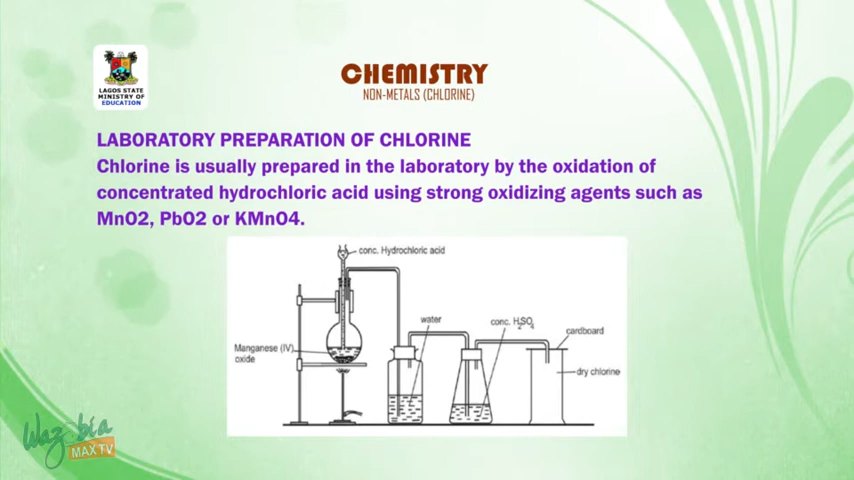 LAGOS STATE
MINISTRY OF
EDUCATION
CHEMISTRY
NON-METALS (CHLORINE)
LABORATORY PREPARATION OF CHLORINE
Chlorine is usually prepared in the laboratory by the oxidation of
concentrated hydrochloric acid using strong oxidizing agents such as
MnO2, PbO2 or KMnO4.
conc. Hydrochloric acid
water
conc. H2SO4
cardboard
Manganese (IV)
oxide
dry chlorine
Wazobia
MAX TV